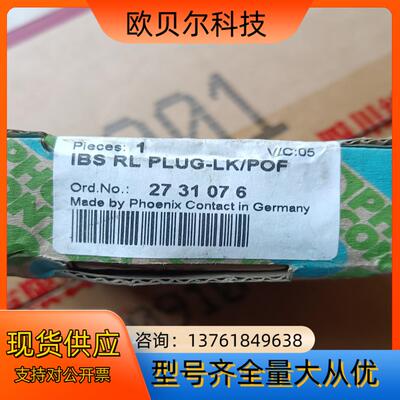 欧贝尔科技
Pieces: 1
V/C:05
IBS RL PLUG-LK/POF
Ord.No.: 27 31 07 6
Made by Phoenix Contact in Germany
现货供应
支持对公开票
咨询：13761849638
型号齐全量大从优